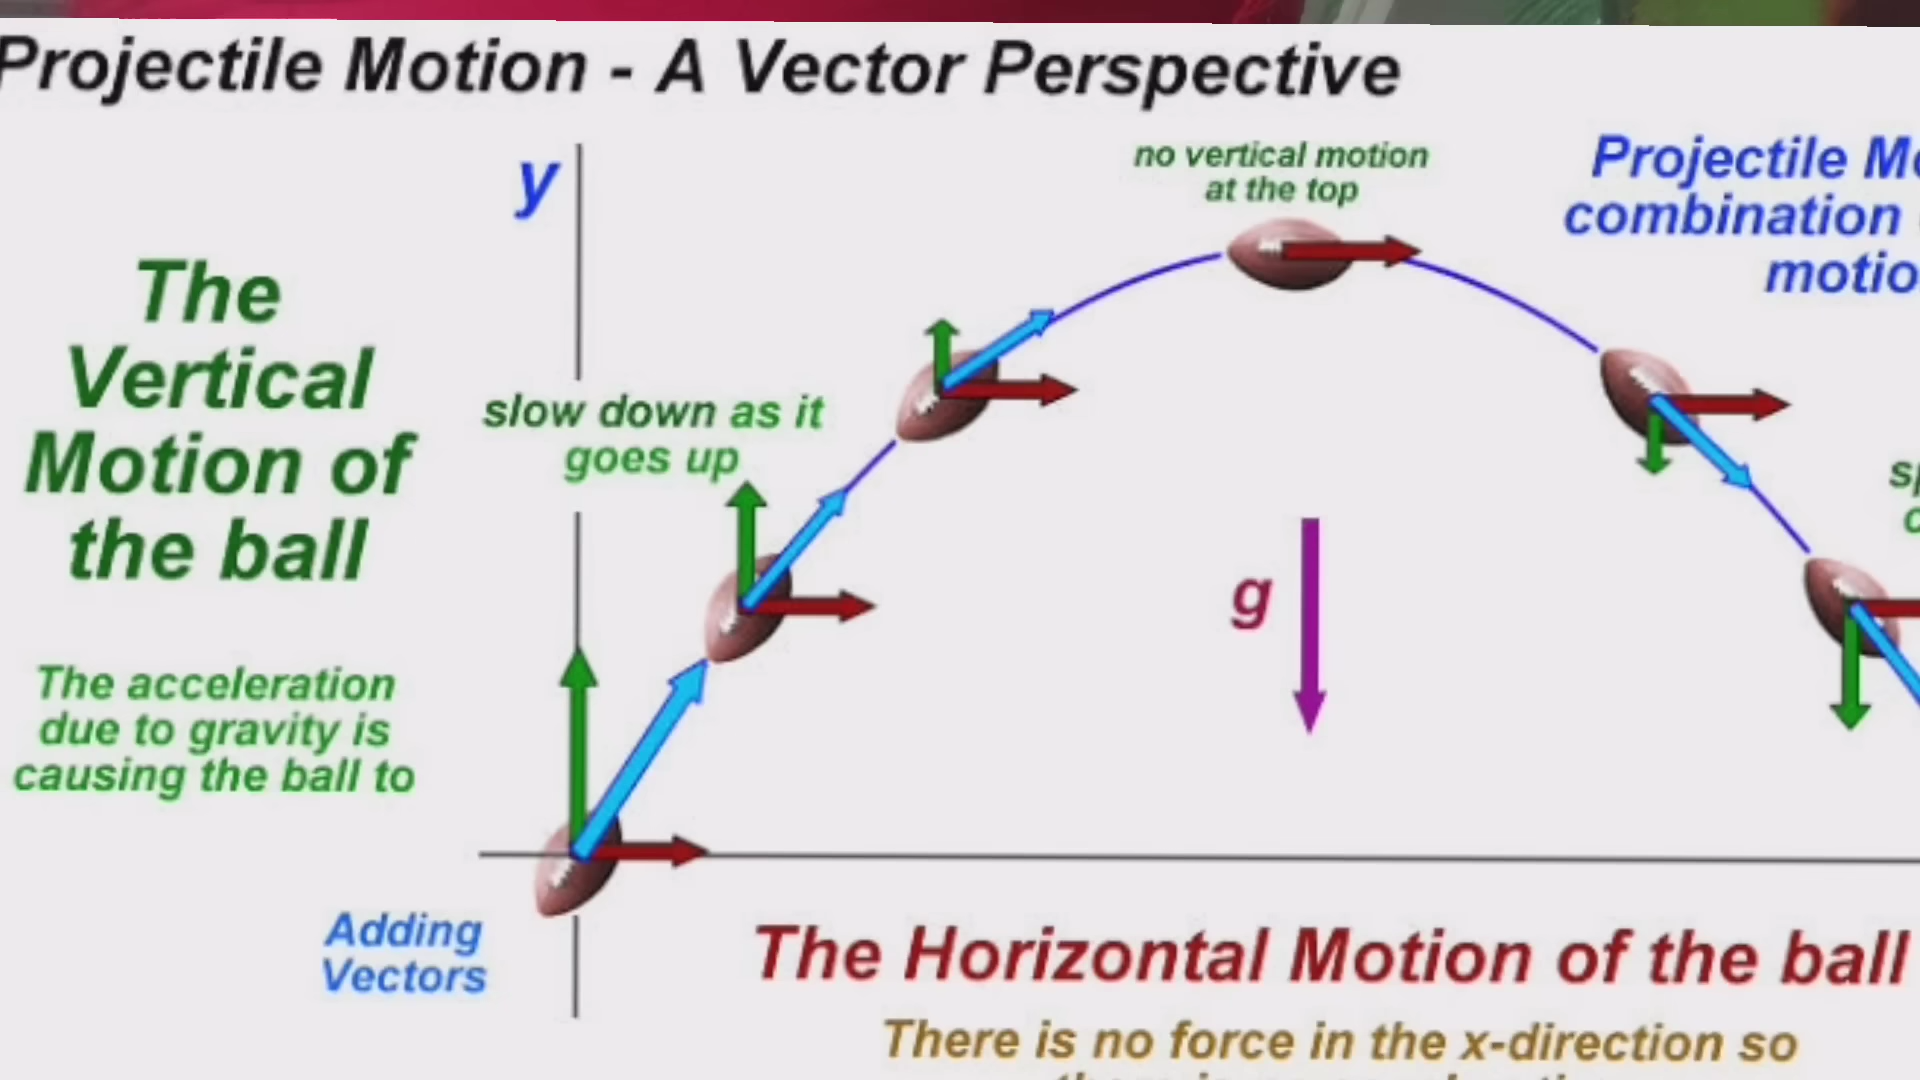 Projectile Motion - A Vector Perspective
y
no vertical motion
at the top
Projectile
combination
The
Vertical
Motion of
the ball
slow down as it
goes up
g
The acceleration
due to gravity is
causing the ball to
Adding
Vectors
The Horizontal Motion of the ball
There is no force in the x-direction so